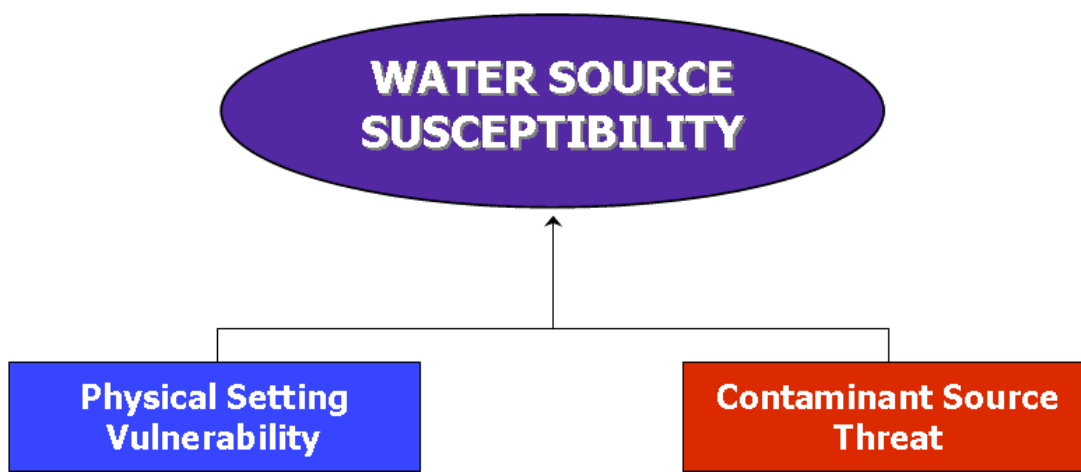 WATER SOURCE
SUSCEPTIBILITY
Physical Setting
Vulnerability
Contaminant Source
Threat